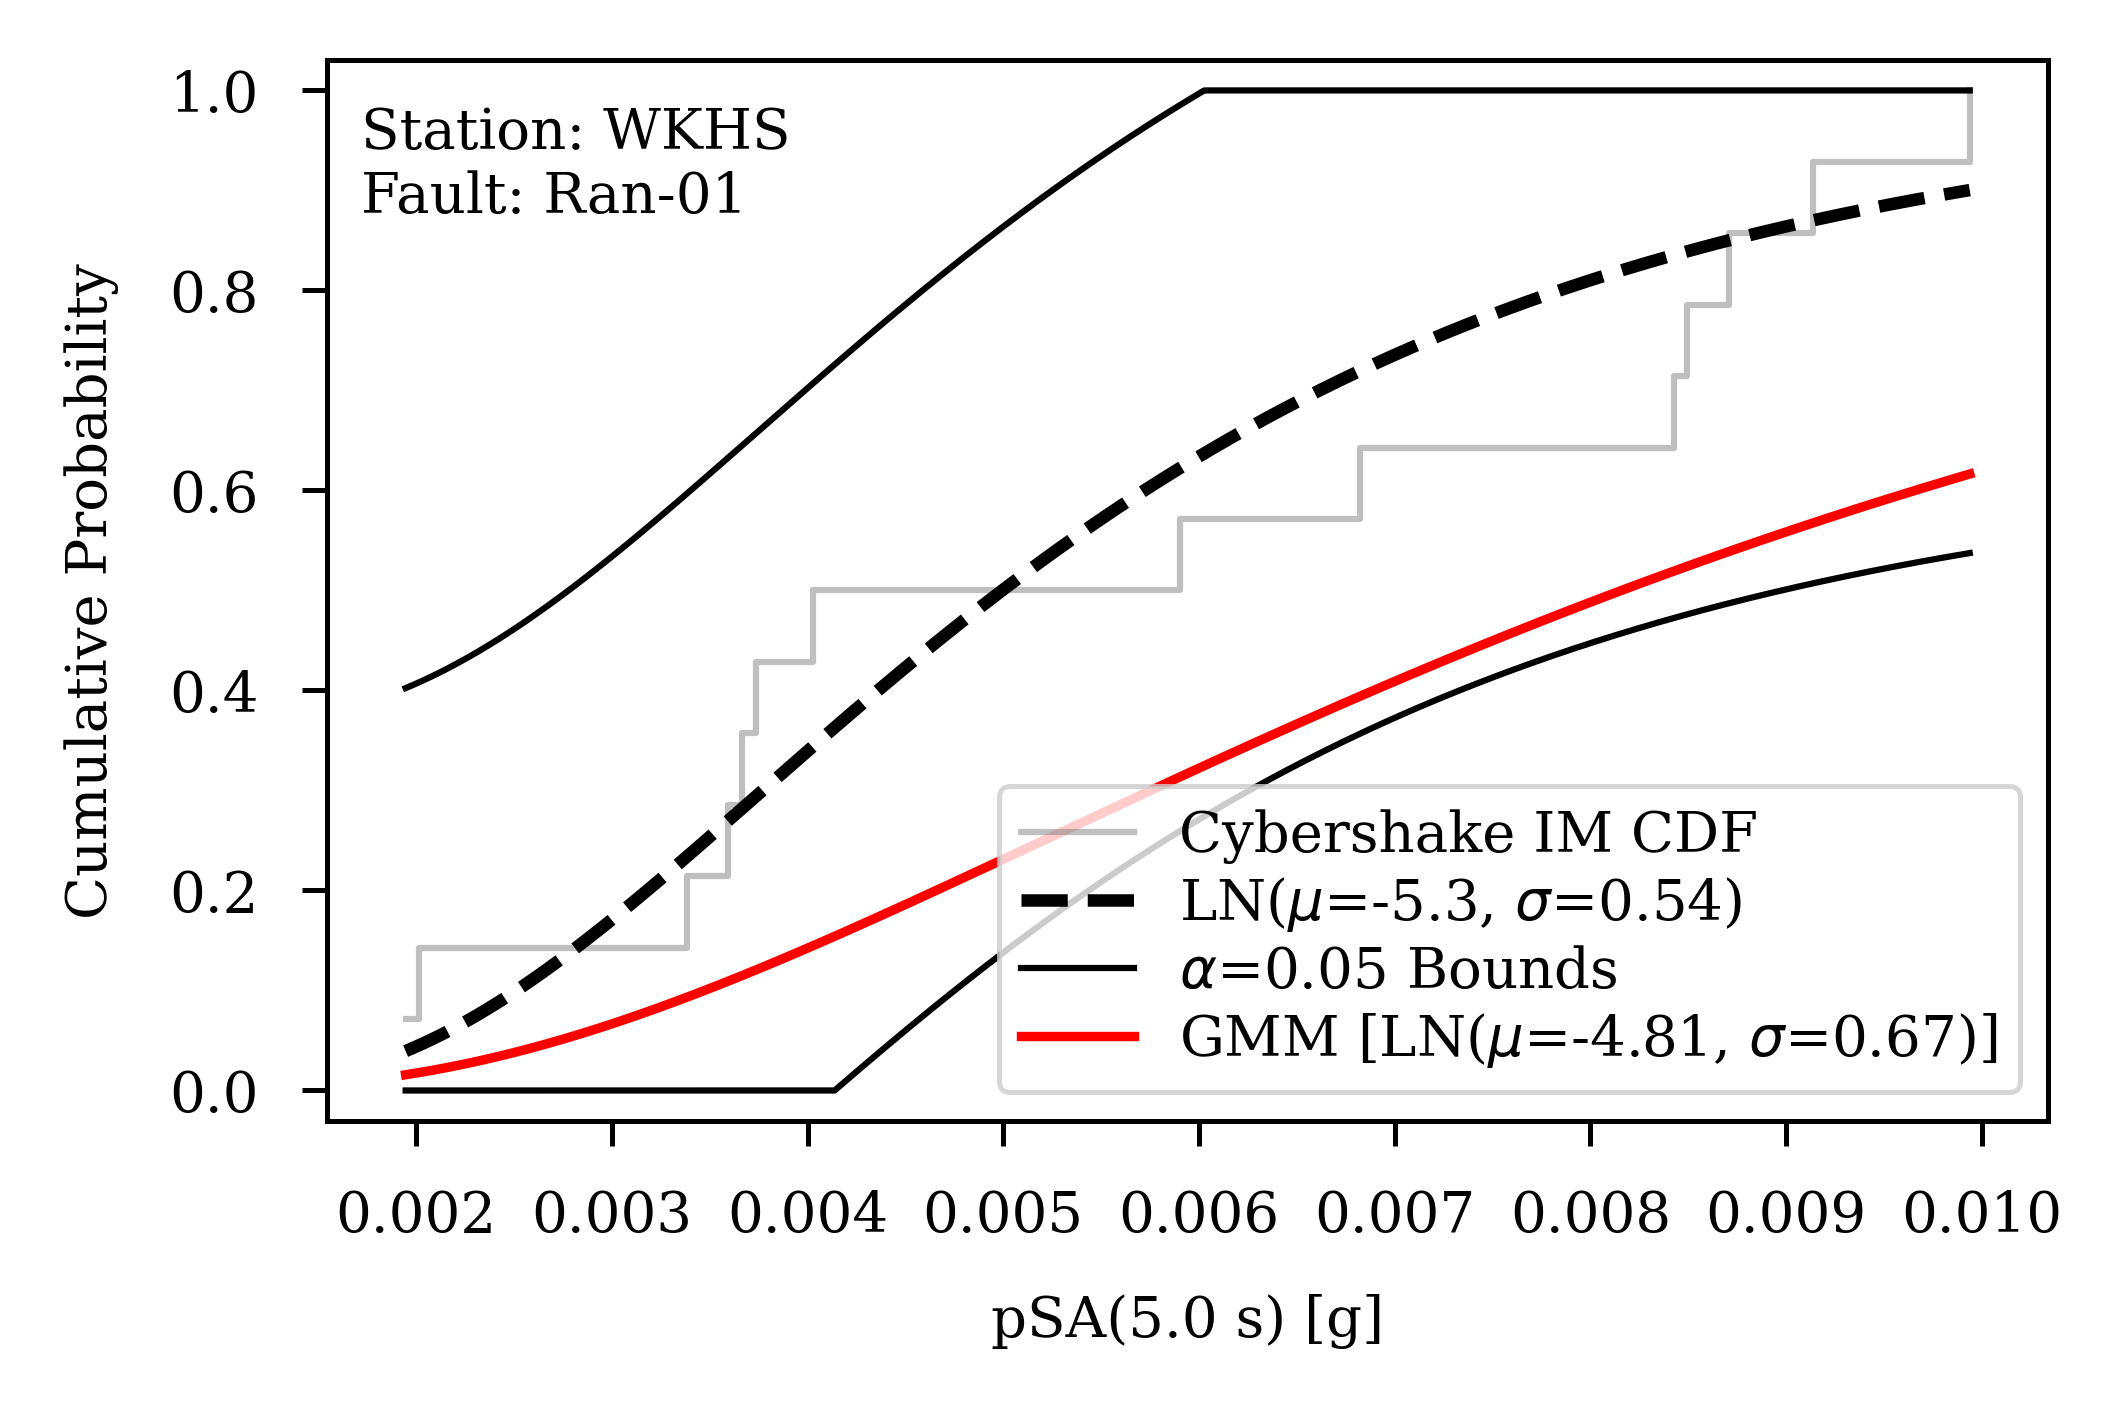 Station: WKHS
Fault: Ran-01
Cumulative Probability
1.0
0.8
0.6
0.4
0.2
0.0
Cybershake IM CDF
LN(μ=-5.3, σ=0.54)
α=0.05 Bounds
GMM [LN(μ=-4.81, σ=0.67)]
0.002 0.003 0.004 0.005 0.006 0.007 0.008 0.009 0.010
pSA(5.0 s) [g]